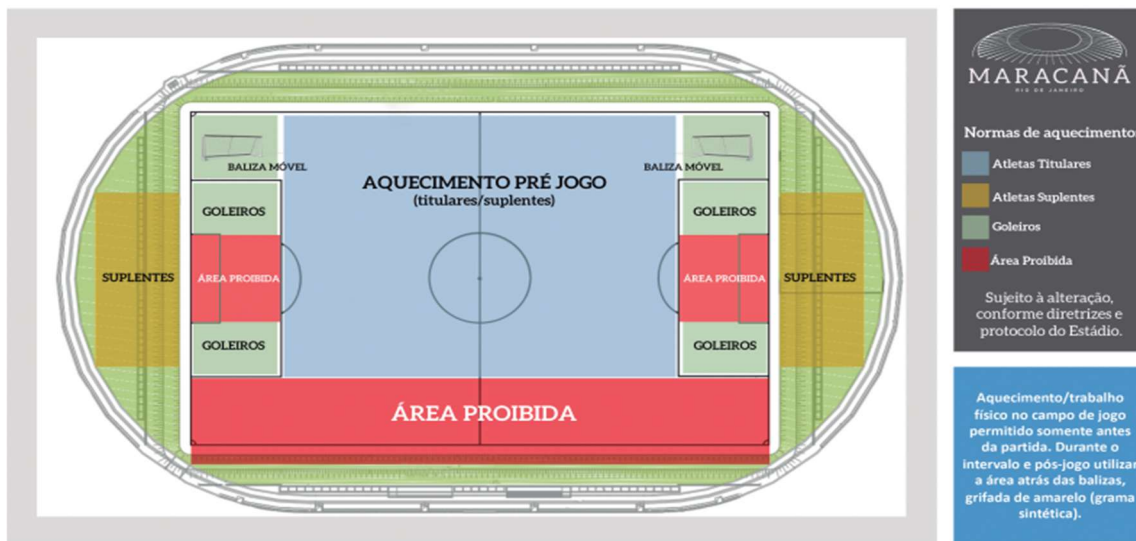 BALIZA MÓVEL
BALIZA MÓVEL
AQUECIMENTO PRÉ JOGO
(titulares/suplentes)
GOLEIROS
GOLEIROS
SUPLENTES
ÁREA PROIBIDA
ÁREA PROIBIDA
SUPLENTES
GOLEIROS
GOLEIROS
ÁREA PROIBIDA
MARACANÃ
RIO DE JANEIRO
Normas de aquecimento
Atletas Titulares
Atletas Suplentes
Goleiros
Área Proibida
Sujeito à alteração,
conforme diretrizes e
protocolo do Estádio.
Aquecimento/trabalho
físico no campo de jogo
permitido somente antes
da partida. Durante o
intervalo e pós-jogo utilizar
a área atrás das balizas,
grifada de amarelo (grama
sintética).